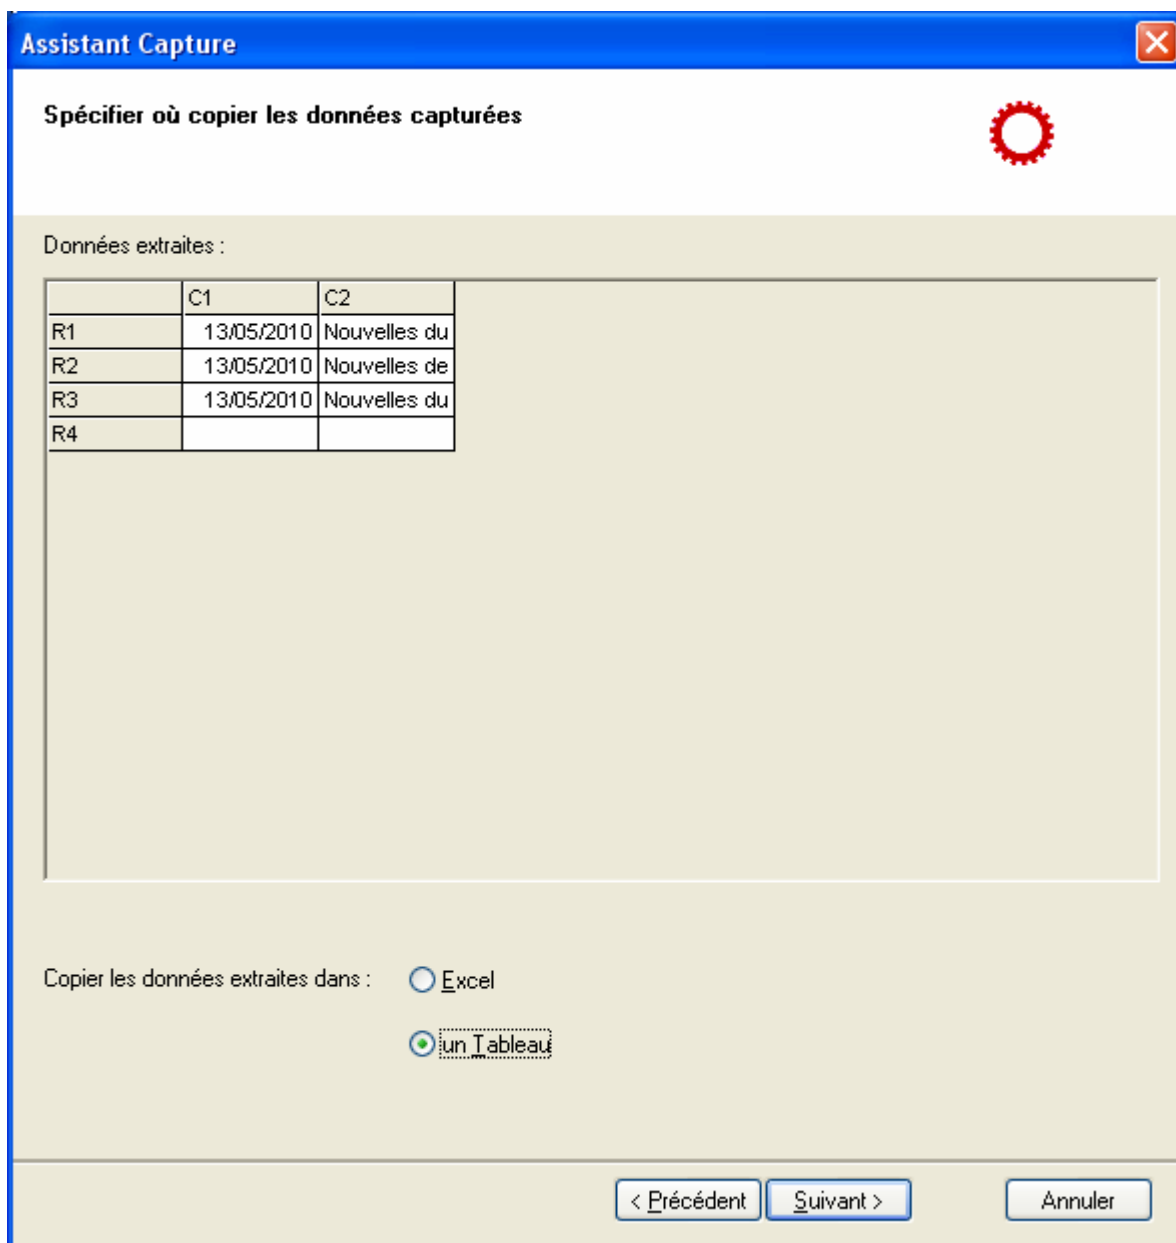 Assistant Capture
Spécifier où copier les données capturées
Données extraites :
C1 C2
R1 13/05/2010 Nouvelles du
R2 13/05/2010 Nouvelles de
R3 13/05/2010 Nouvelles du
R4
Copier les données extraites dans : Excel
un Tableau
< Précédent Suivant > Annuler